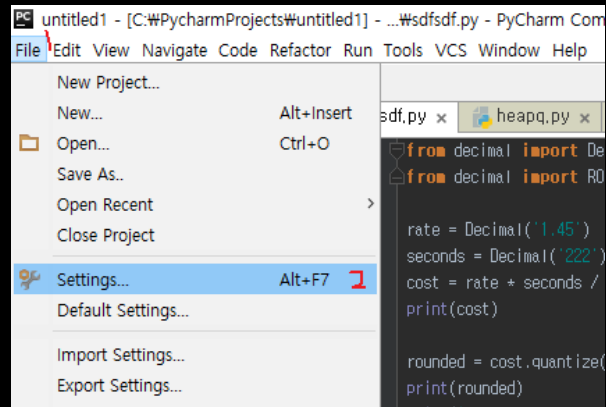 PC untitled1 - [C:₩PycharmProjects₩untitled1] - ...₩sdfsdf.py - PyCharm Com
File Edit View Navigate Code Refactor Run Tools VCS Window Help
New Project...
New... Alt+Insert
Open... Ctrl+O
Save As..
Open Recent
Close Project
Settings... Alt+F7
Default Settings...
Import Settings...
Export Settings...
sdf.py × heapq.py ×
from decimal import De
from decimal import RO
rate = Decimal('1.45')
seconds = Decimal('222')
cost = rate * seconds /
print(cost)
rounded = cost.quantize(
print(rounded)